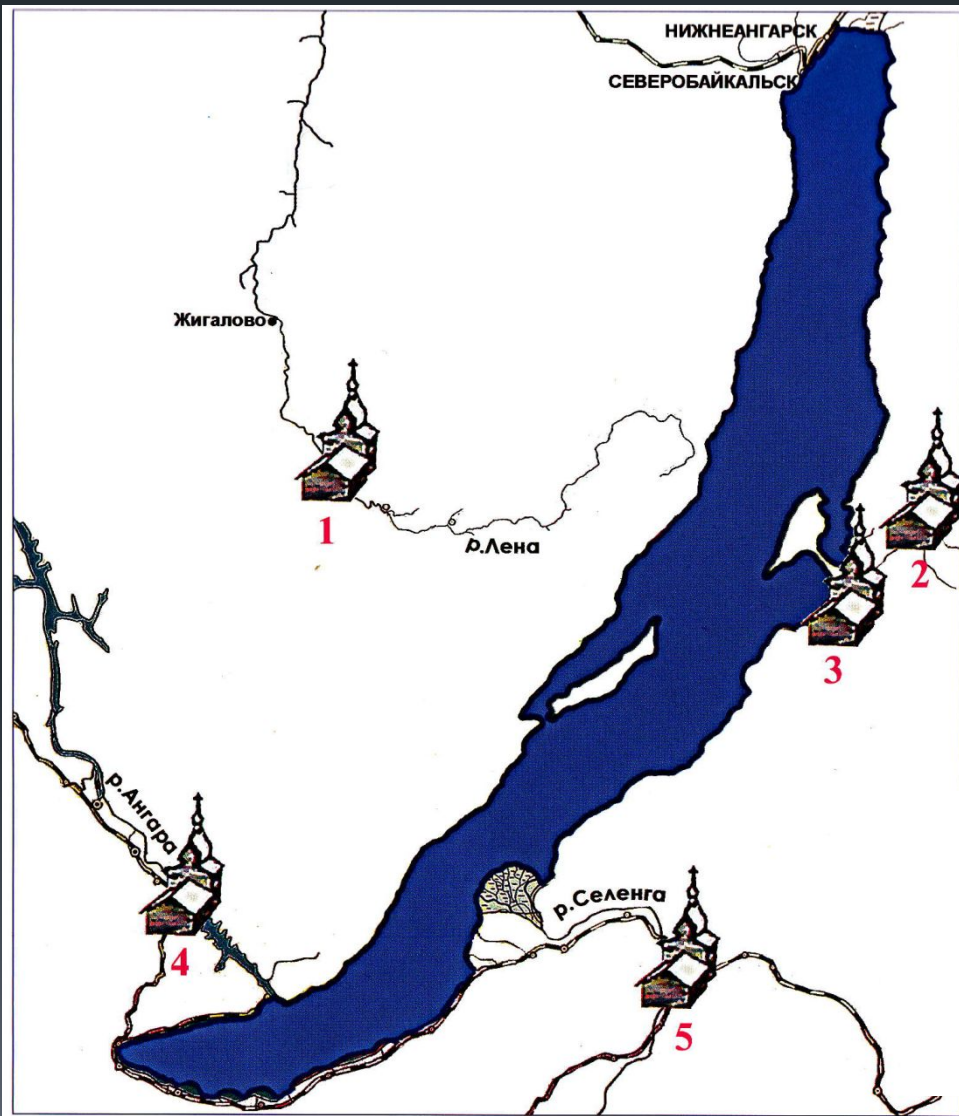 НИЖНЕАНГАРСК
СЕВЕРОБАЙКАЛЬСК
Жигалово
1
р.Лена
2
3
р.Ангара
4
р.Селенга
5